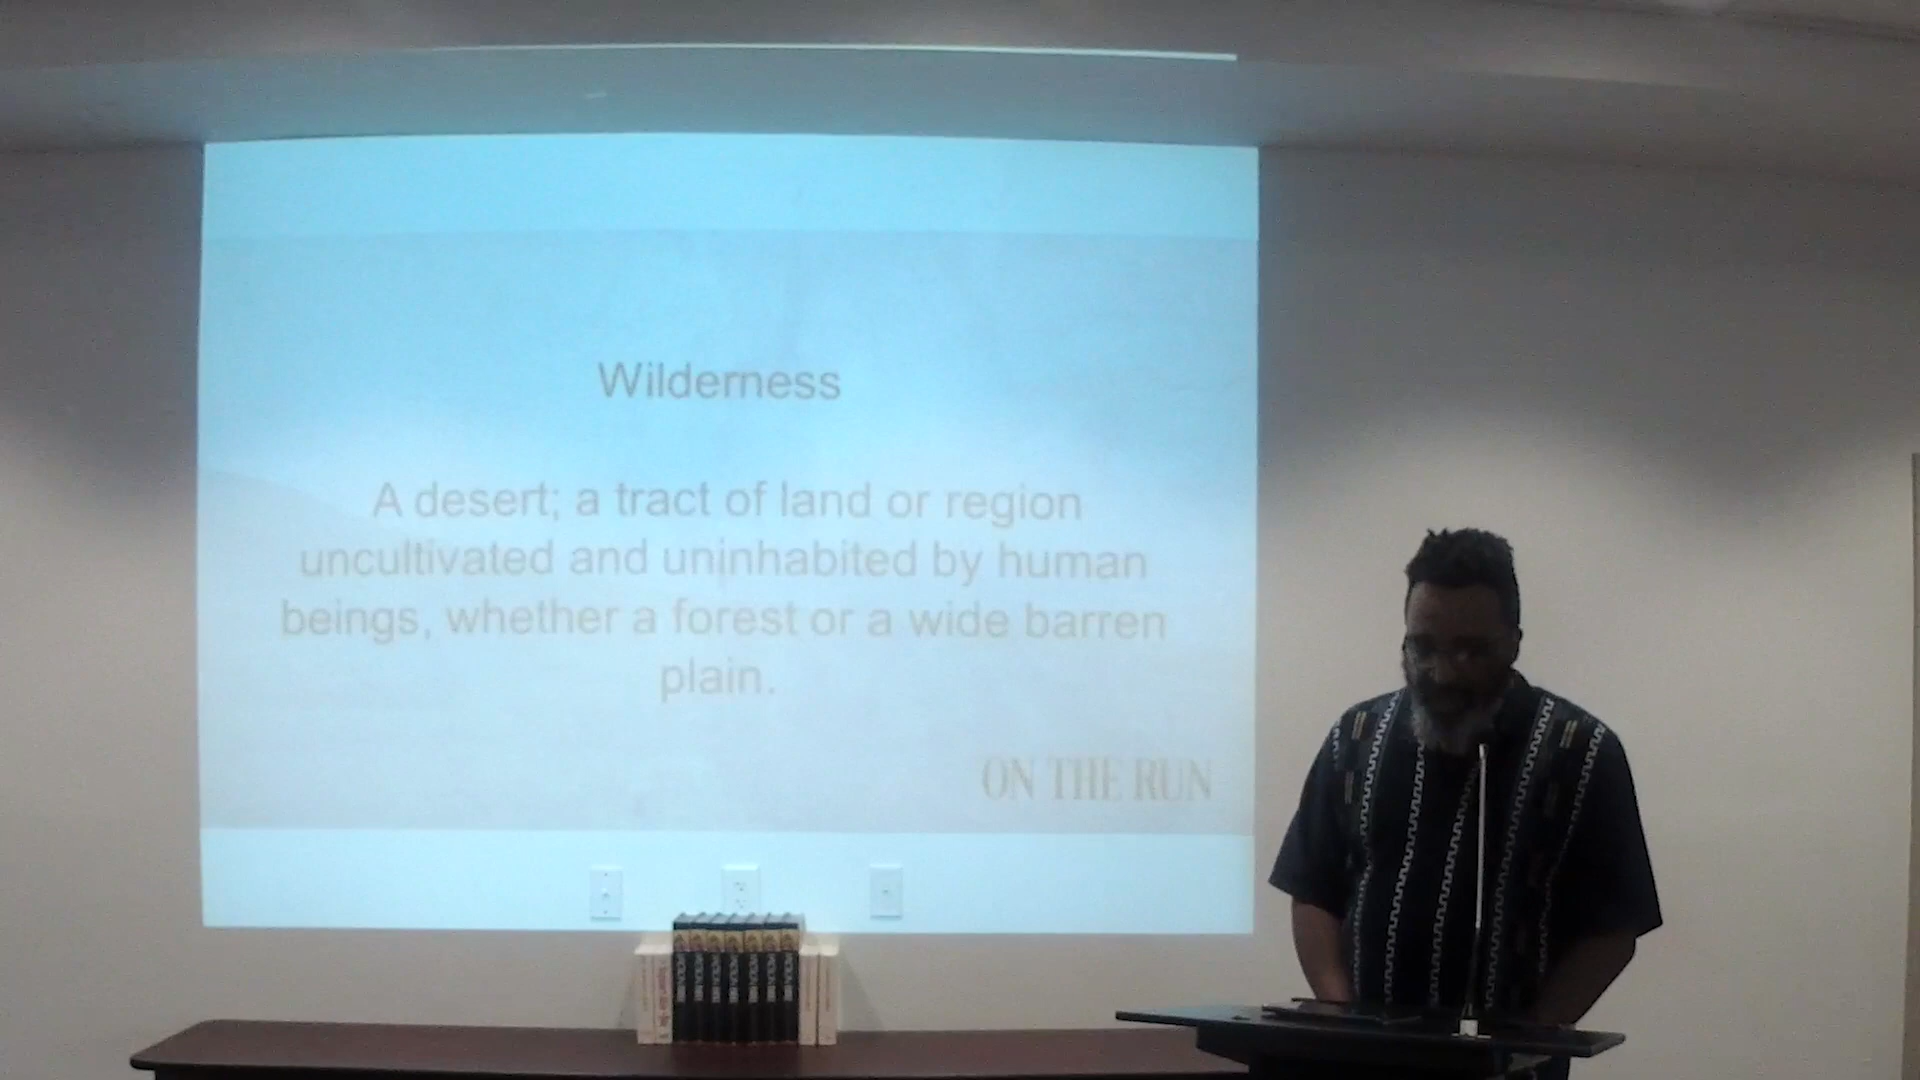 Wilderness
A desert; a tract of land or region
uncultivated and uninhabited by human
beings, whether a forest or a wide barren
plain.
ON THE RUN